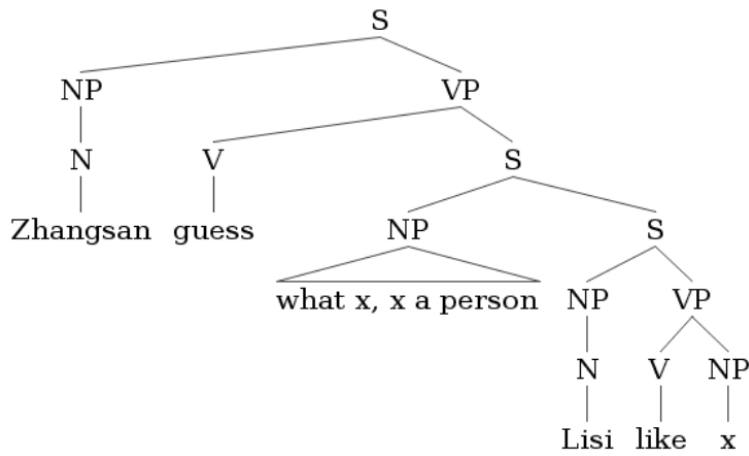 S
NP VP
N V S
Zhangsan guess NP S
what x, x a person NP VP
N V NP
Lisi like x